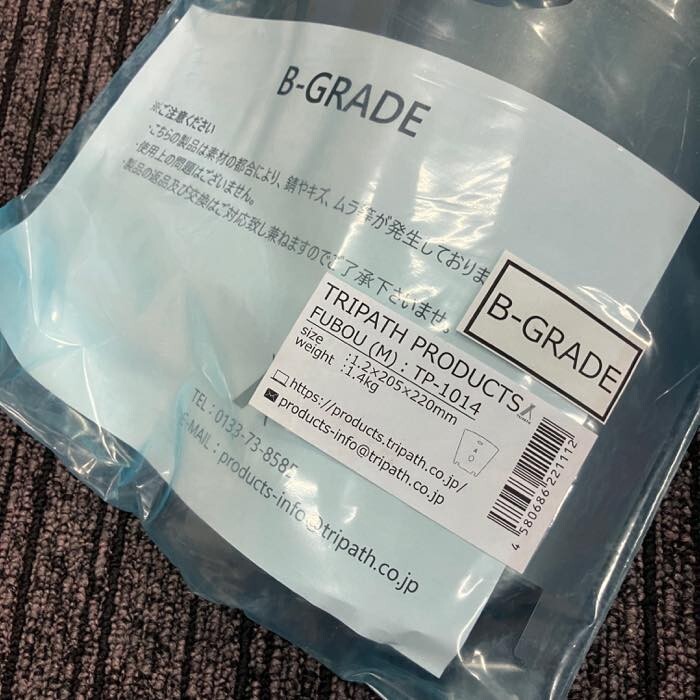 B-GRADE
※ご注意ください
・こちらの製品は素材の都合により、錆やキズ、ムラ等が発生しておりま
・使用上の問題はございません。
・製品の返品及び交換はご対応致し兼ねますのでご了承下さいませ。
B-GRADE
TRIPATH PRODUCTS
FUBOU (M) : TP-1014
size :1.2×205×220mm
weight :1.4kg
https://products.tripath.co.jp/
products-info@tripath.co.jp
4 580686 221112
TEL : 0133-73-858
E-MAIL : products-info@tripath.co.jp